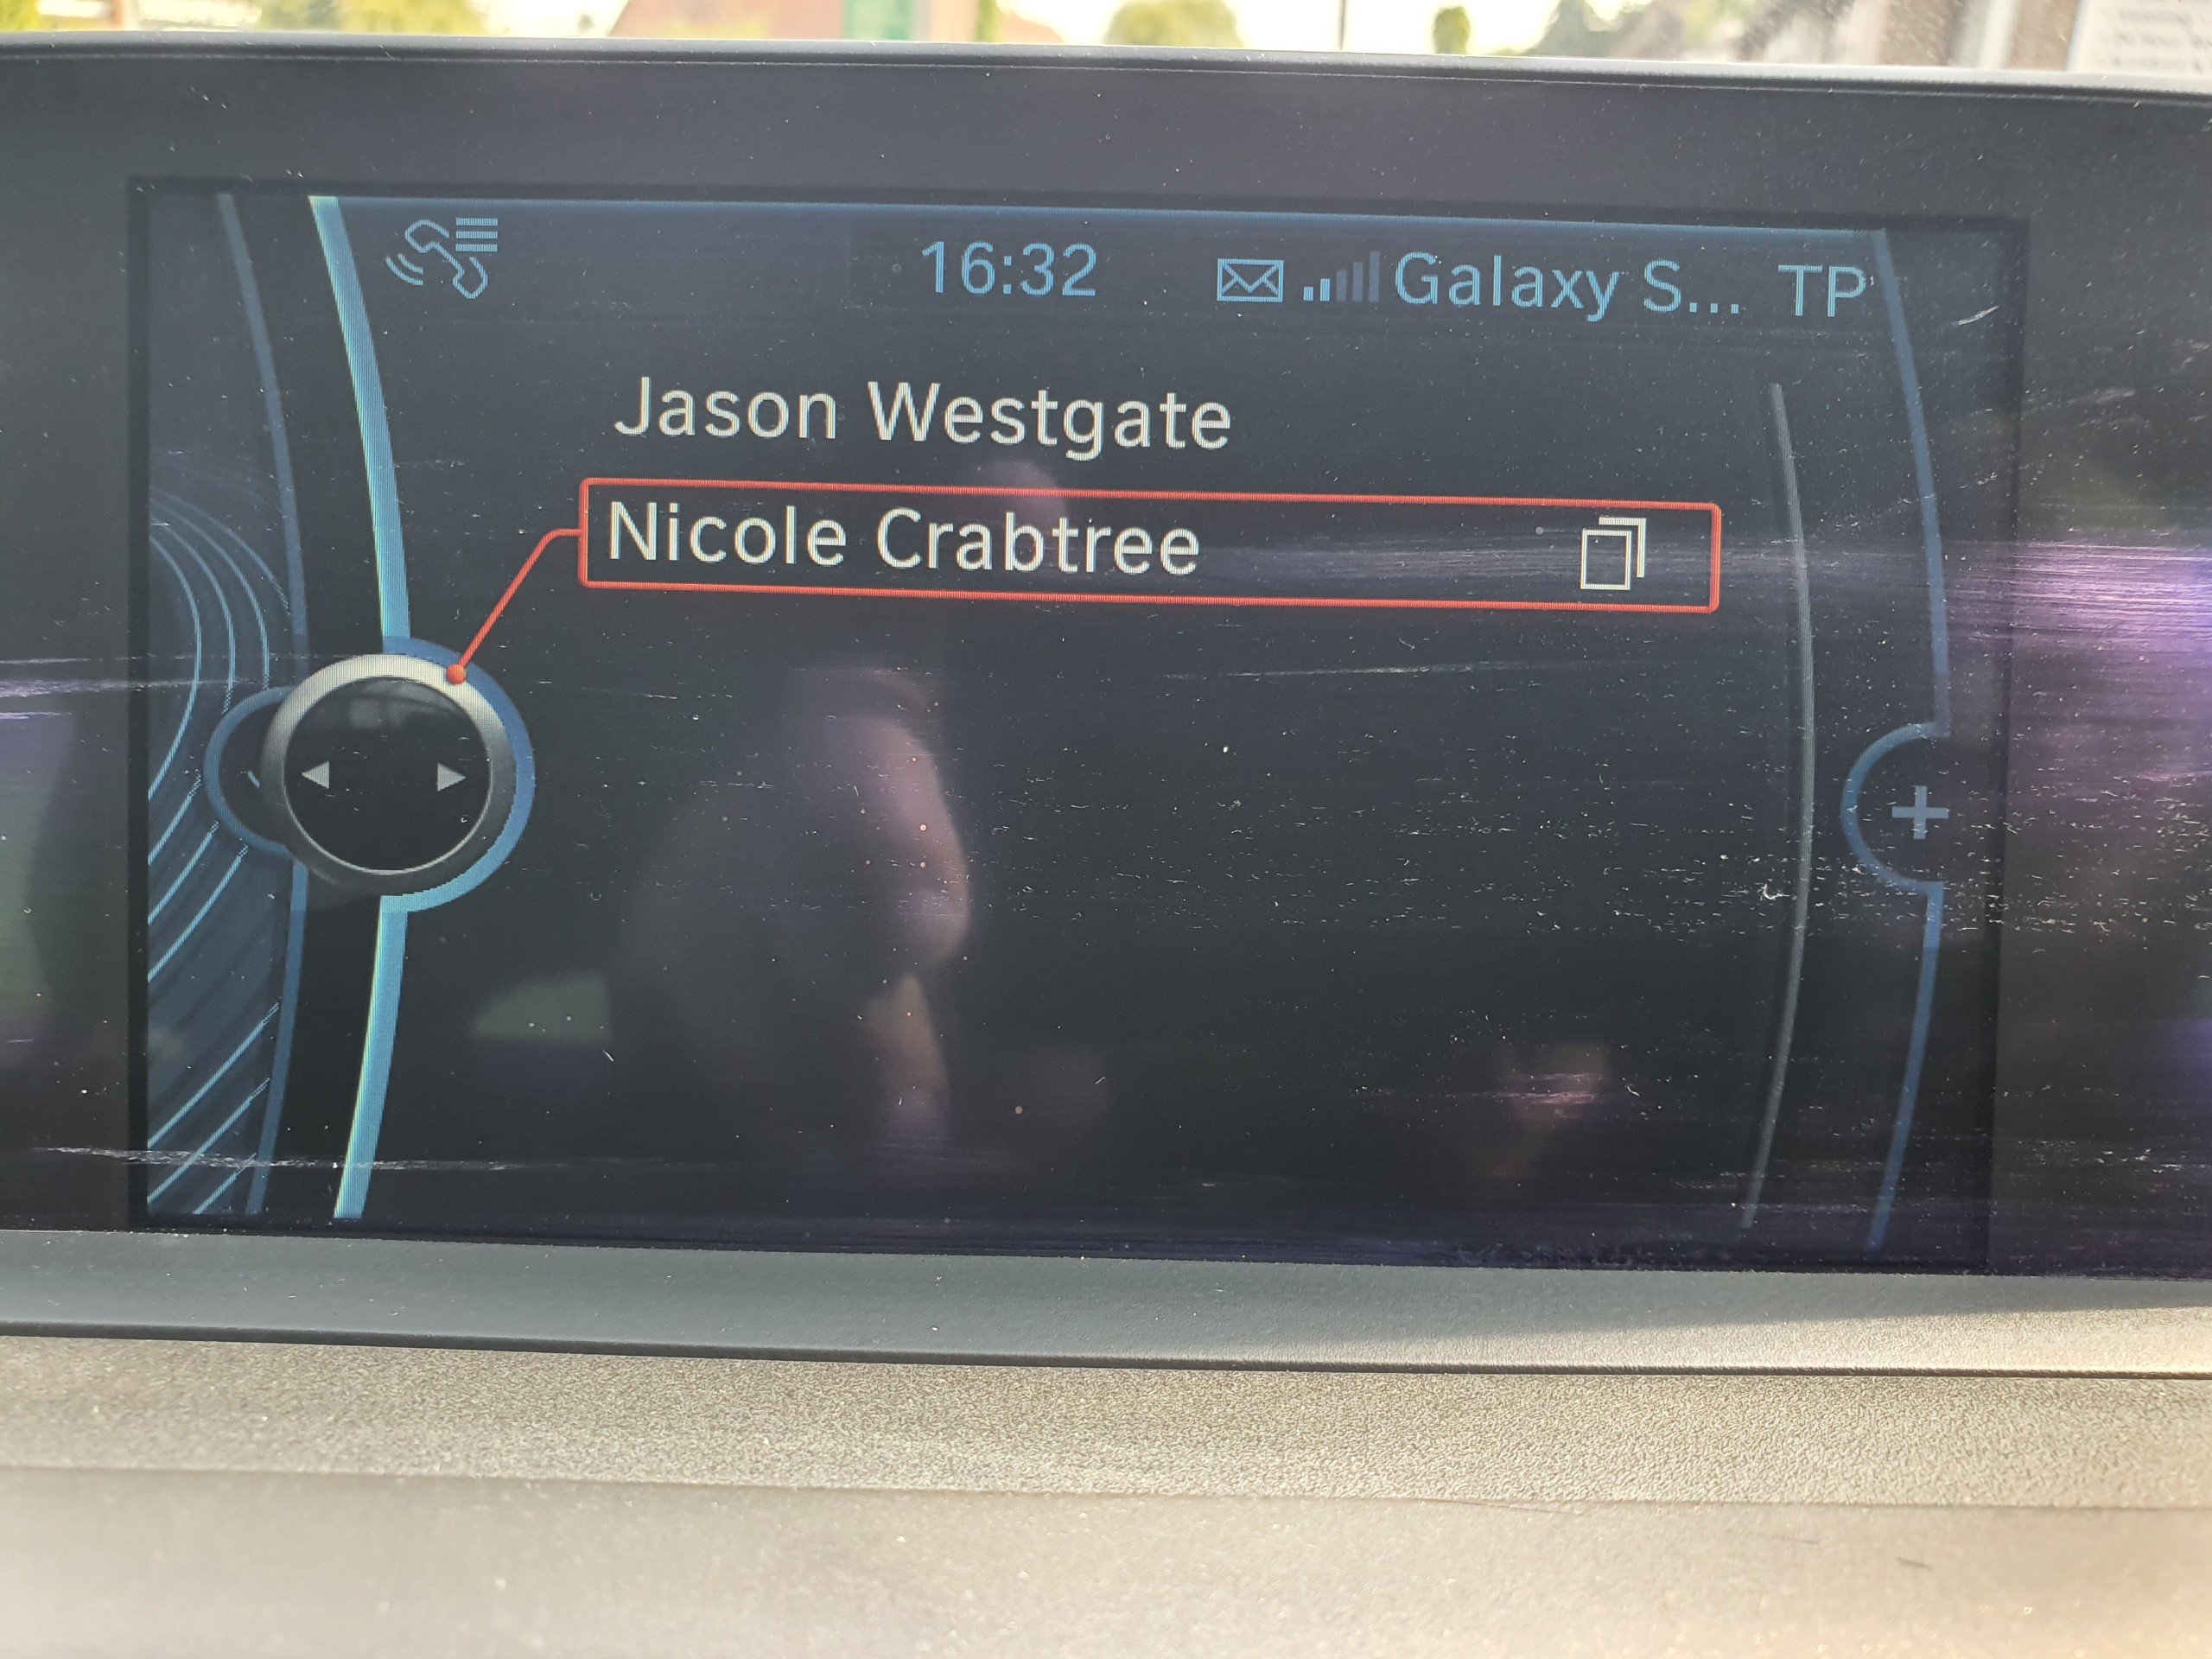 16:32 Galaxy S... TP
Jason Westgate
Nicole Crabtree